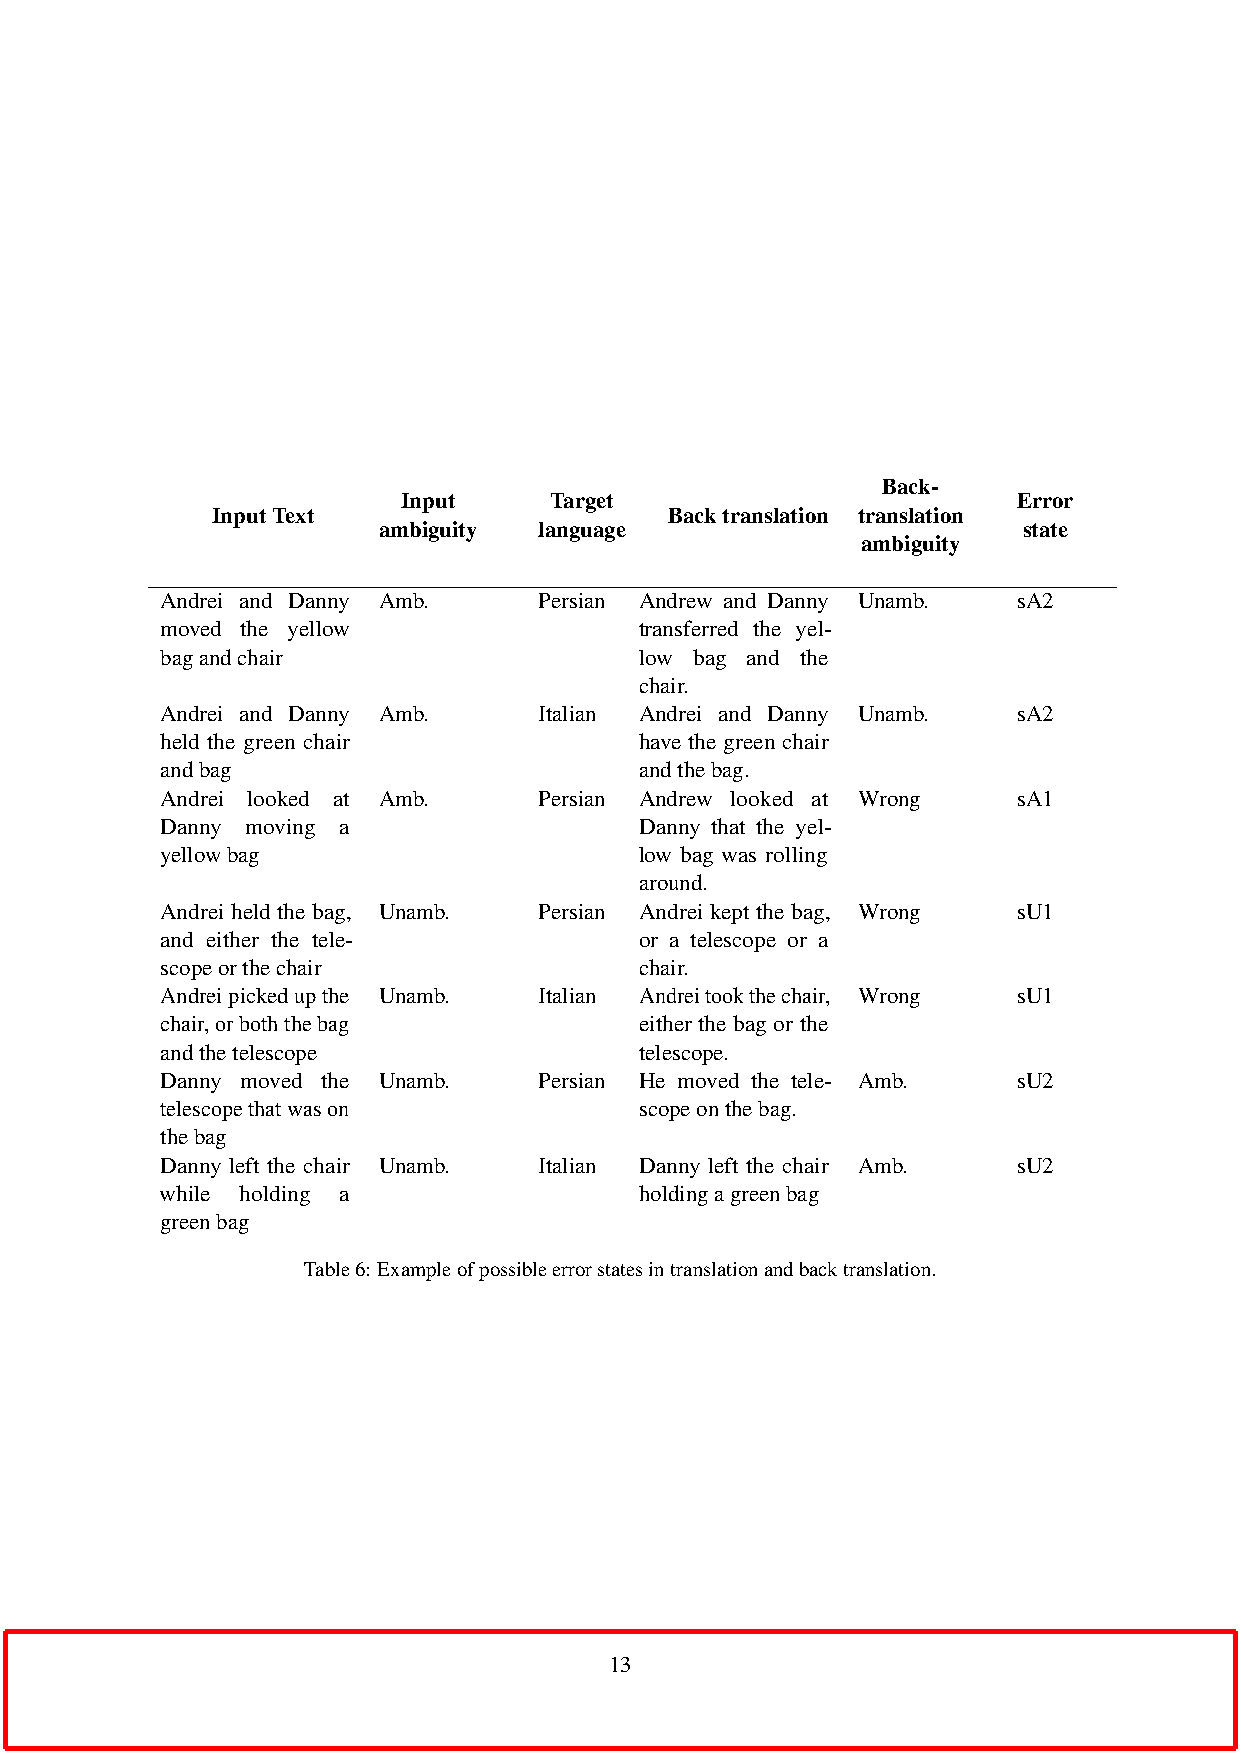 Input Text
Input
ambiguity
Target
language
Back translation
Back-
translation
ambiguity
Error
state
Andrei and Danny Amb. Persian Andrew and Danny Unamb. sA2
moved the yellow transferred the yel-
bag and chair low bag and the
chair.
Andrei and Danny Amb. Italian Andrei and Danny Unamb. sA2
held the green chair have the green chair
and bag and the bag.
Andrei looked at Amb. Persian Andrew looked at Wrong sA1
Danny moving a Danny that the yel-
yellow bag low bag was rolling
around.
Andrei held the bag, Unamb. Persian Andrei kept the bag, Wrong sU1
and either the tele- or a telescope or a
scope or the chair chair.
Andrei picked up the Unamb. Italian Andrei took the chair, Wrong sU1
chair, or both the bag either the bag or the
and the telescope telescope.
Danny moved the Unamb. Persian He moved the tele- Amb. sU2
telescope that was on scope on the bag.
the bag
Danny left the chair Unamb. Italian Danny left the chair Amb. sU2
while holding a holding a green bag
green bag
Table 6: Example of possible error states in translation and back translation.
13